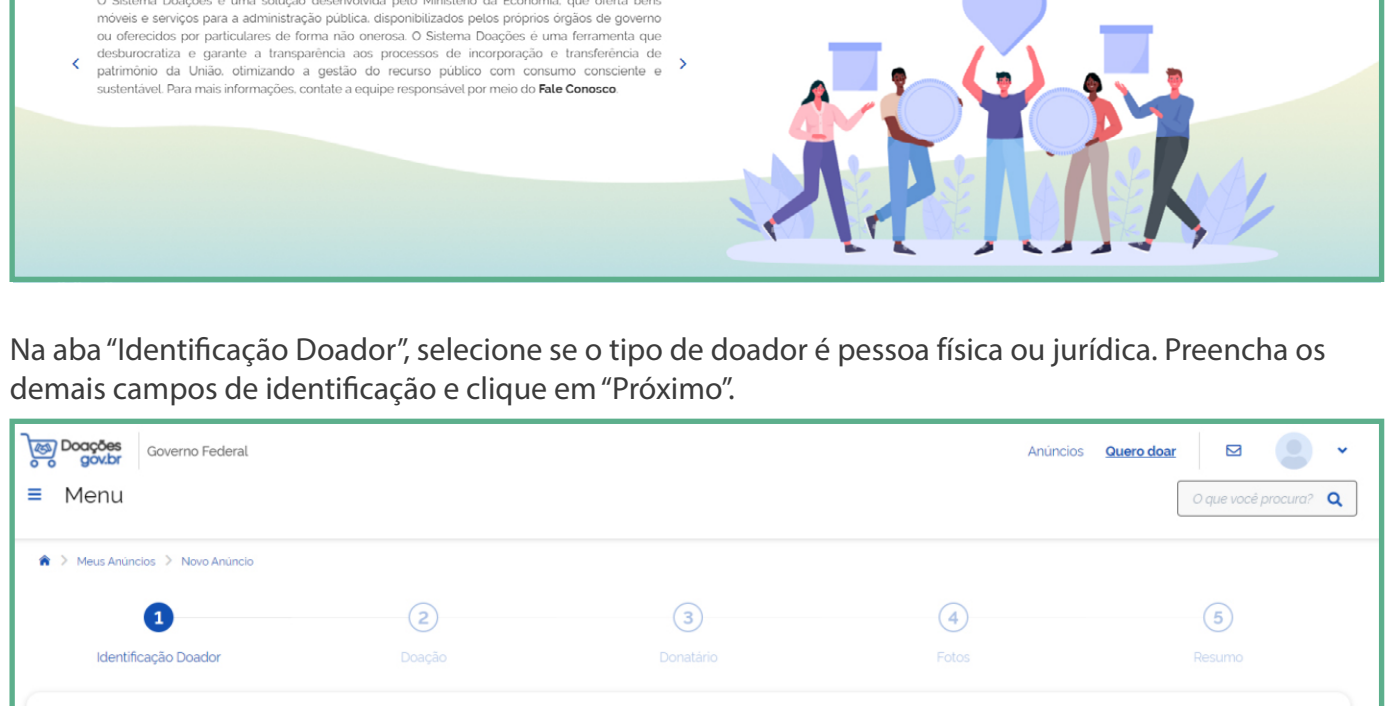 O Sistema Doações é uma solução desenvolvida pelo Ministério da Economia, que oferta bens
móveis e serviços para a administração pública, disponibilizados pelos próprios órgãos de governo
ou oferecidos por particulares de forma não onerosa. O Sistema Doações é uma ferramenta que
desburocratiza e garante a transparência aos processos de incorporação e transferência de
patrimônio da União, otimizando a gestão do recurso público com consumo consciente e
sustentável. Para mais informações, contate a equipe responsável por meio do Fale Conosco.
Na aba “Identificação Doador”, selecione se o tipo de doador é pessoa física ou jurídica. Preencha os
demais campos de identificação e clique em “Próximo”.
Doações
gov.br
Governo Federal
Anúncios Quero doar
Menu
O que você procura?
Meus Anúncios > Novo Anúncio
1 2 3 4 5
Identificação Doador Doação Donatário Fotos Resumo